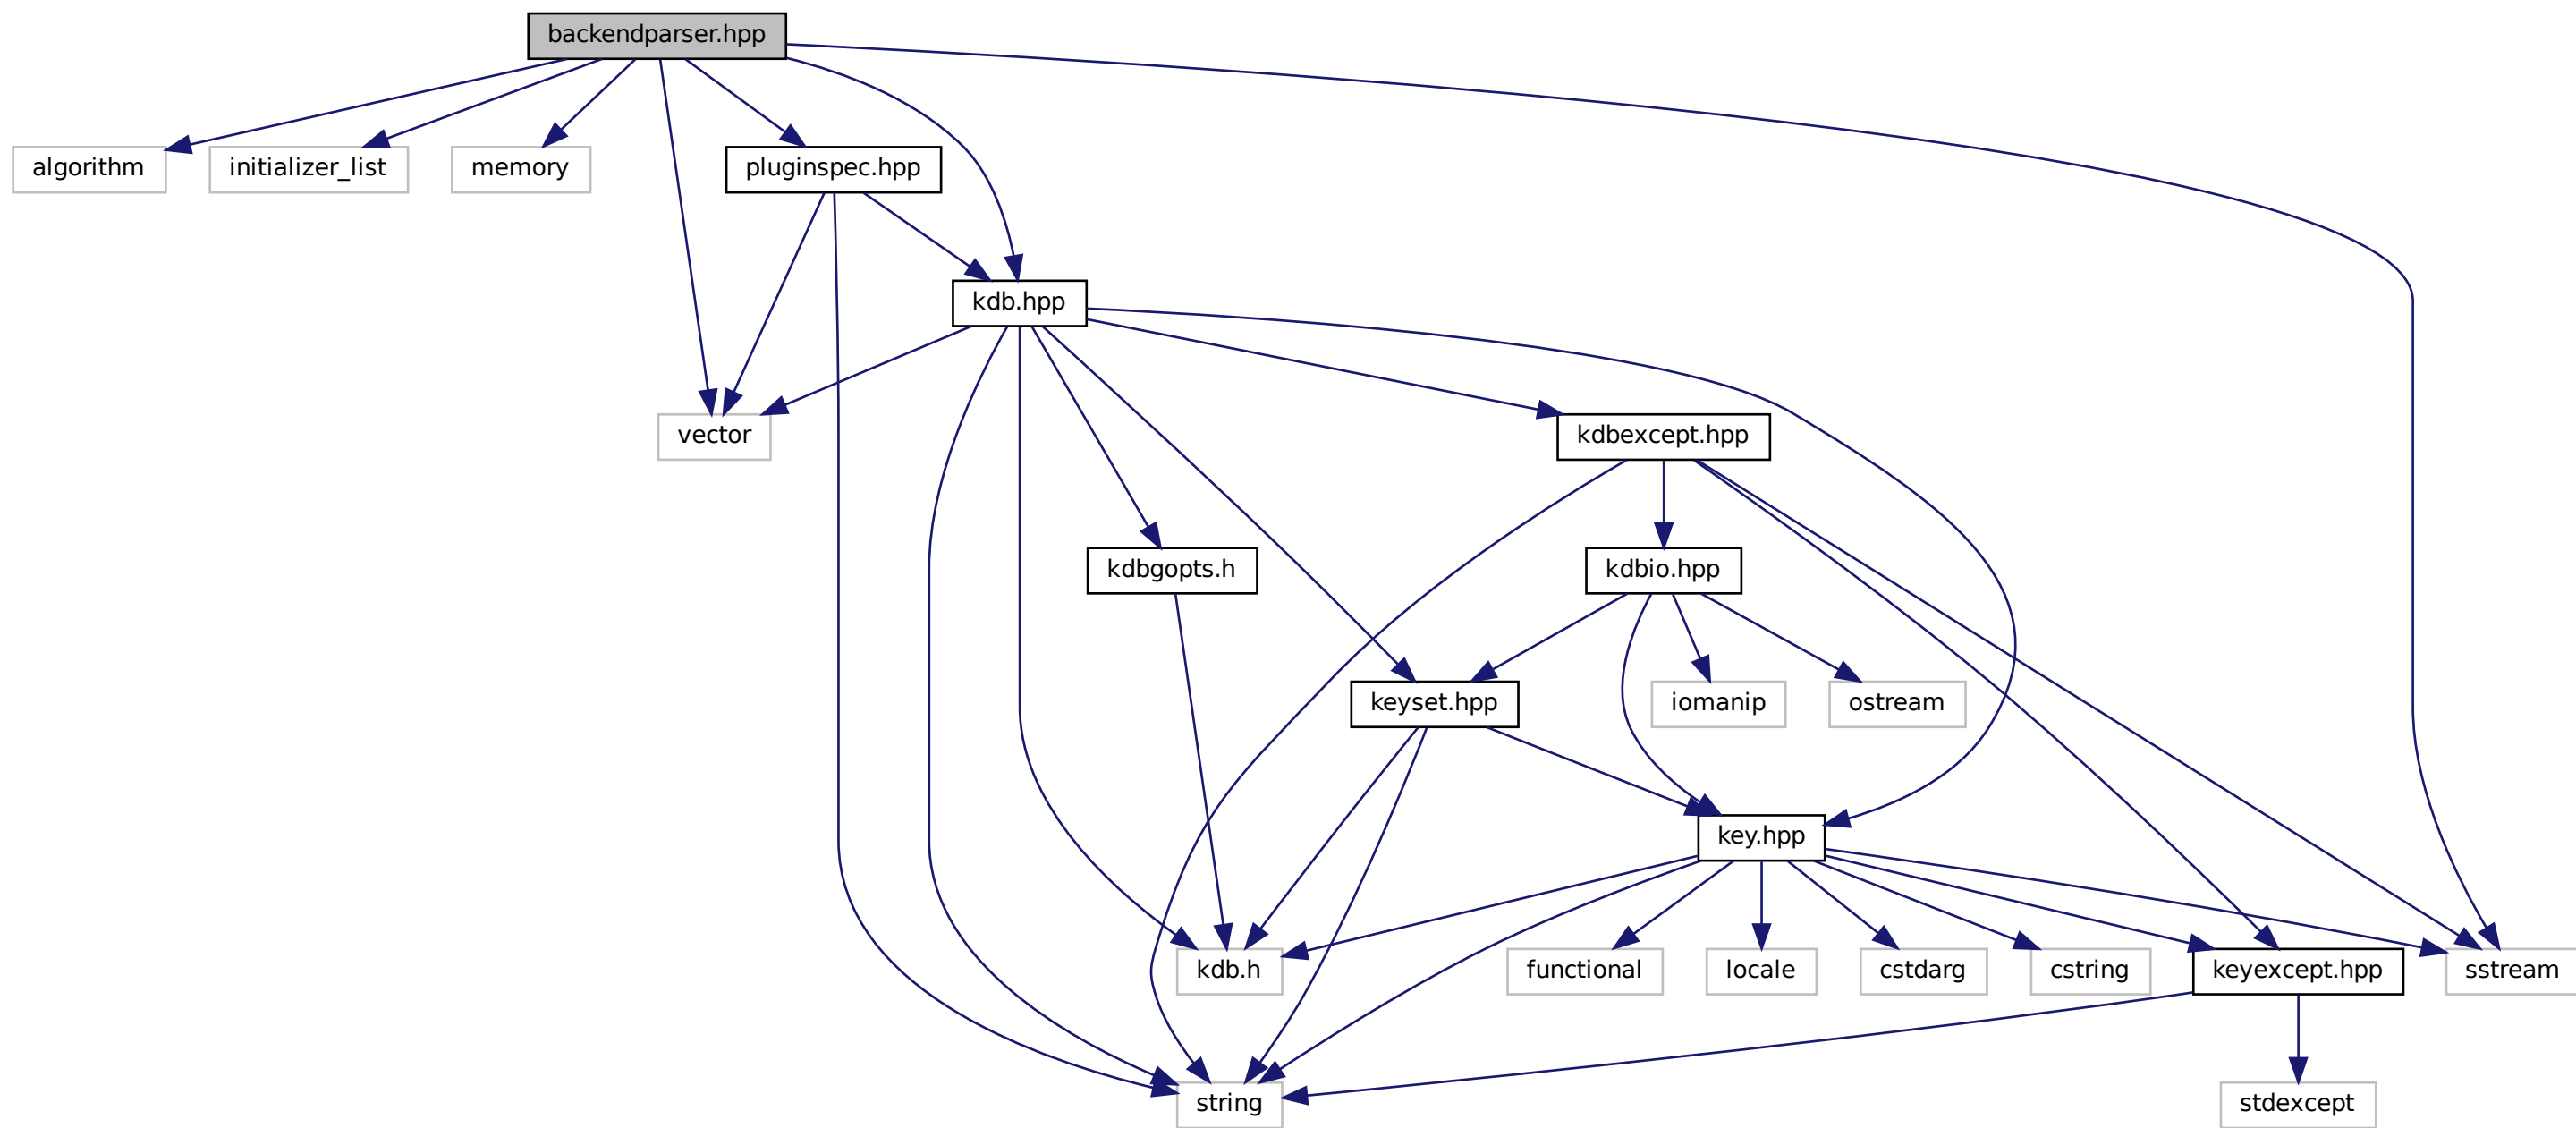 backendparser.hpp
algorithm
initializer_list
memory
pluginspec.hpp
kdb.hpp
vector
kdbexcept.hpp
kdbgopts.h
kdbio.hpp
keyset.hpp
iomanip
ostream
key.hpp
kdb.h
functional
locale
cstdarg
cstring
keyexcept.hpp
sstream
string
stdexcept